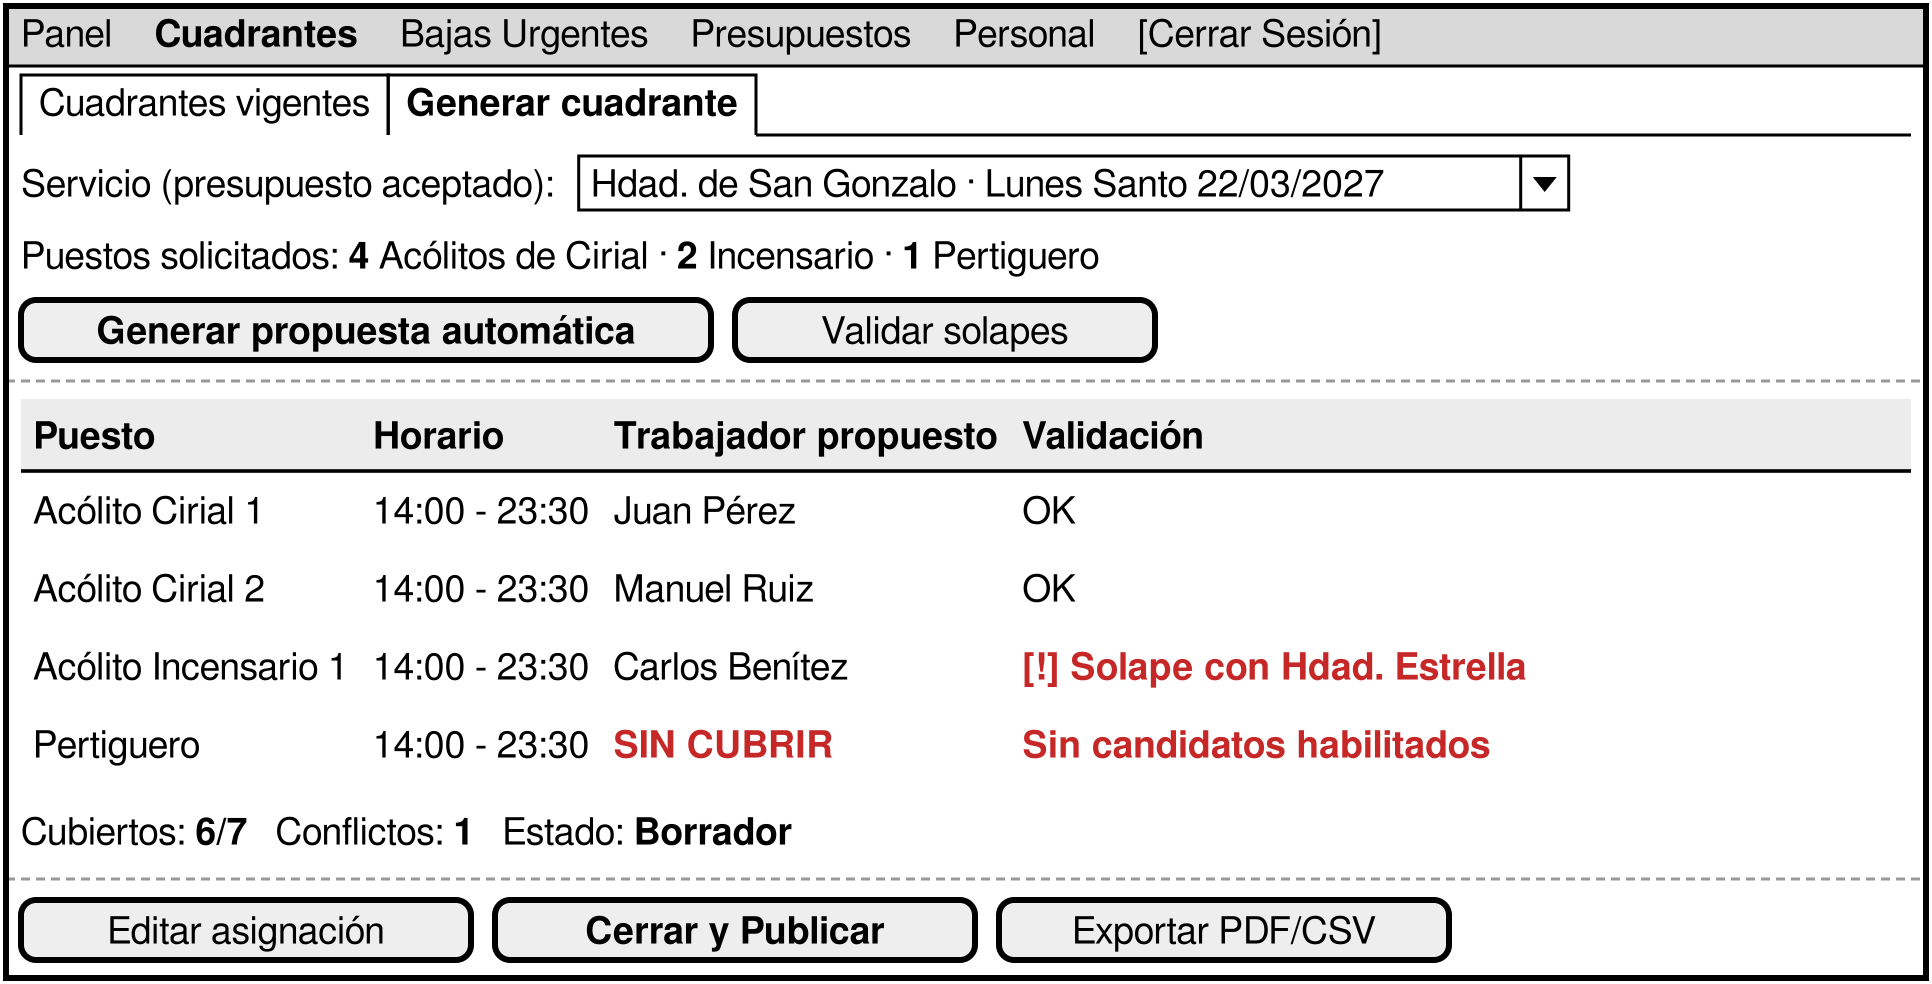 Panel Cuadrantes Bajas Urgentes Presupuestos Personal [Cerrar Sesión]
Cuadrantes vigentes Generar cuadrante
Servicio (presupuesto aceptado): Hdad. de San Gonzalo · Lunes Santo 22/03/2027
Puestos solicitados: 4 Acólitos de Cirial · 2 Incensario · 1 Pertiguero
Generar propuesta automática Validar solapes
Puesto Horario Trabajador propuesto Validación
Acólito Cirial 1 14:00 - 23:30 Juan Pérez OK
Acólito Cirial 2 14:00 - 23:30 Manuel Ruiz OK
Acólito Incensario 1 14:00 - 23:30 Carlos Benítez [!] Solape con Hdad. Estrella
Pertiguero 14:00 - 23:30 SIN CUBRIR Sin candidatos habilitados
Cubiertos: 6/7 Conflictos: 1 Estado: Borrador
Editar asignación Cerrar y Publicar Exportar PDF/CSV